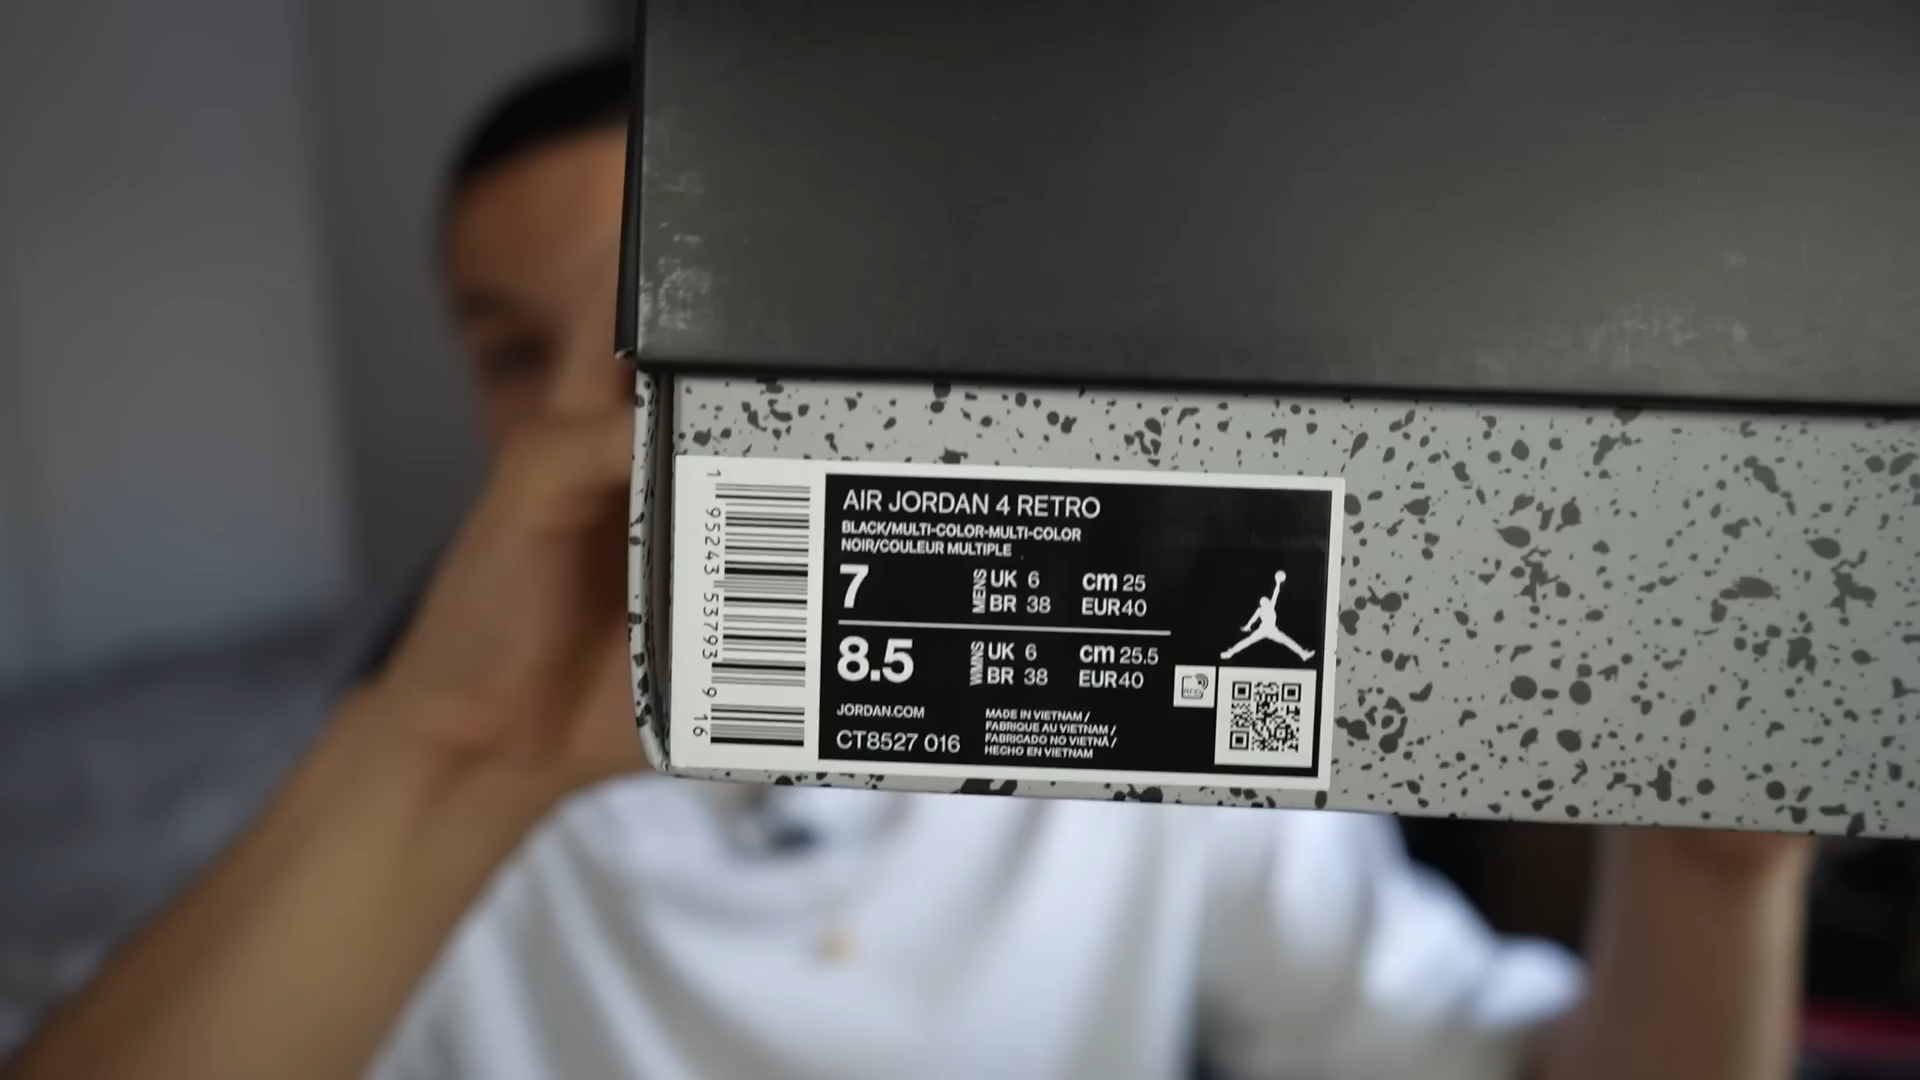 AIR JORDAN 4 RETRO
BLACK/MULTI-COLOR-MULTI-COLOR
NOIR/COULEUR MULTIPLE
7 MENS UK 6 cm 25
BR 38 EUR40
8.5 WMNS UK 6 cm 25.5
BR 38 EUR40
JORDAN.COM
CT8527 016
MADE IN VIETNAM /
FABRIQUE AU VIETNAM /
FABRICADO NO VIETNÃ /
HECHO EN VIETNAM
1 95243 53793 9 16